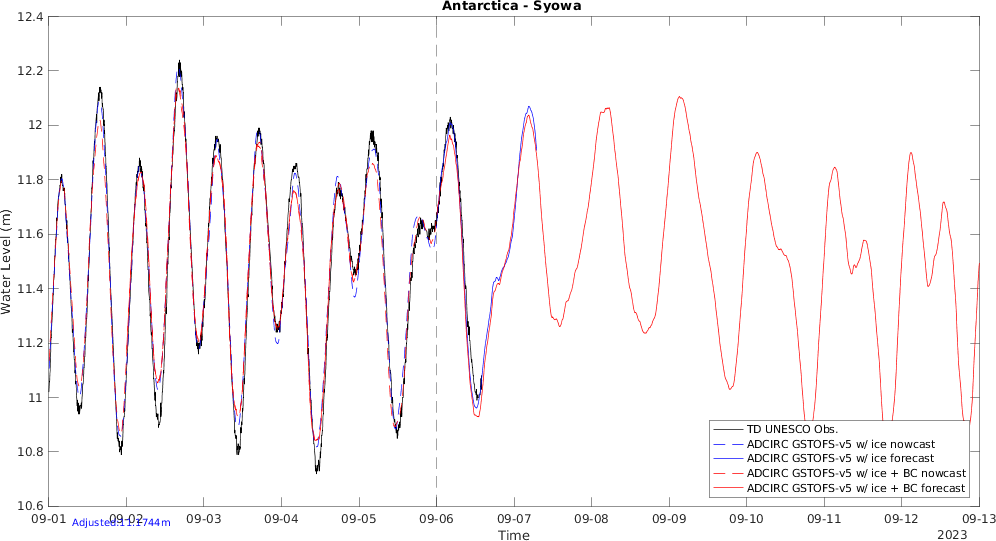 Antarctica - Syowa
12.4
12.2
12
11.8
11.6
11.4
11.2
11
10.8
10.6
Water Level (m)
TD UNESCO Obs.
ADCIRC GSTOFS-v5 w/ ice nowcast
ADCIRC GSTOFS-v5 w/ ice forecast
ADCIRC GSTOFS-v5 w/ ice + BC nowcast
ADCIRC GSTOFS-v5 w/ ice + BC forecast
09-01 09-02 09-03 09-04 09-05 09-06 09-07 09-08 09-09 09-10 09-11 09-12 09-13
Adjusted:11.1744m
Time
2023